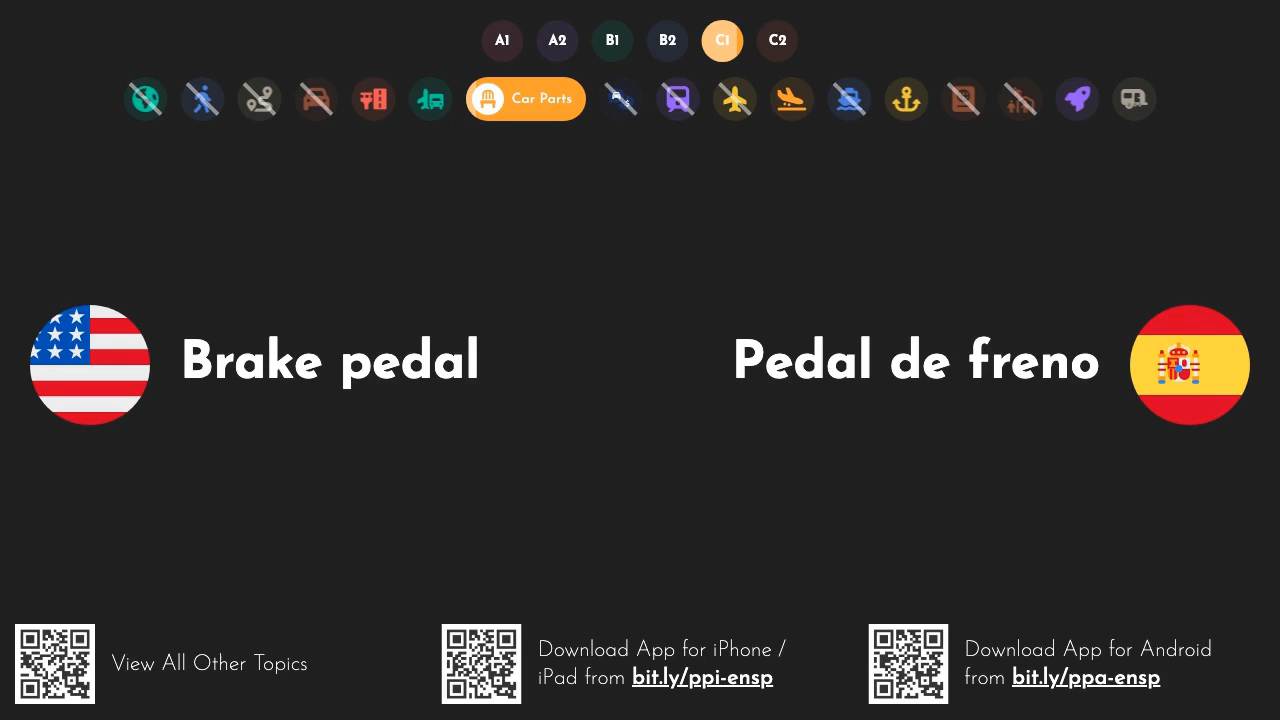 A1 A2 B1 B2 C1 C2
Car Parts
Brake pedal
Pedal de freno
View All Other Topics
Download App for iPhone /
iPad from bit.ly/ppi-ensp
Download App for Android
from bit.ly/ppa-ensp